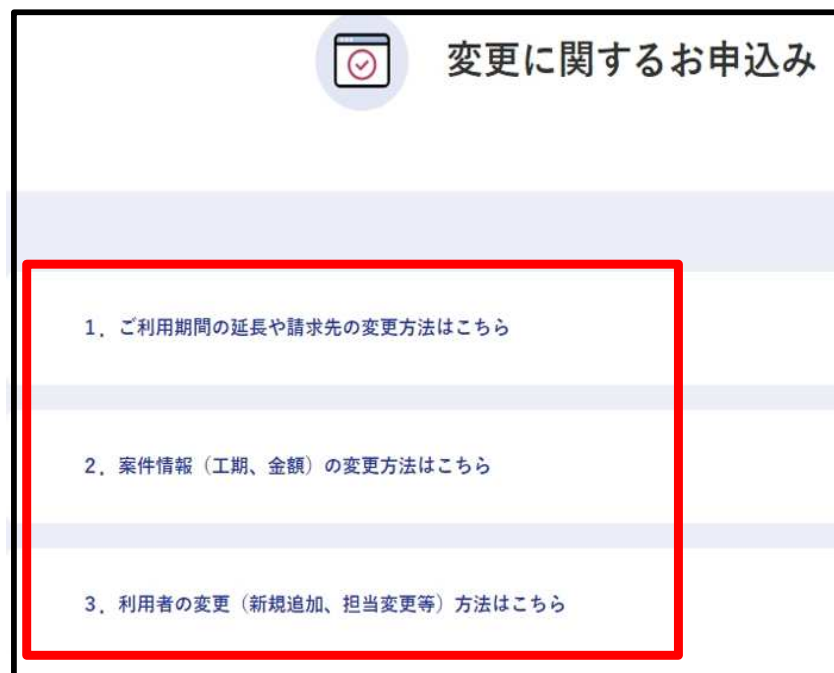 変更に関するお申込み
1．ご利用期間の延長や請求先の変更方法はこちら
2．案件情報（工期、金額）の変更方法はこちら
3．利用者の変更（新規追加、担当変更等）方法はこちら